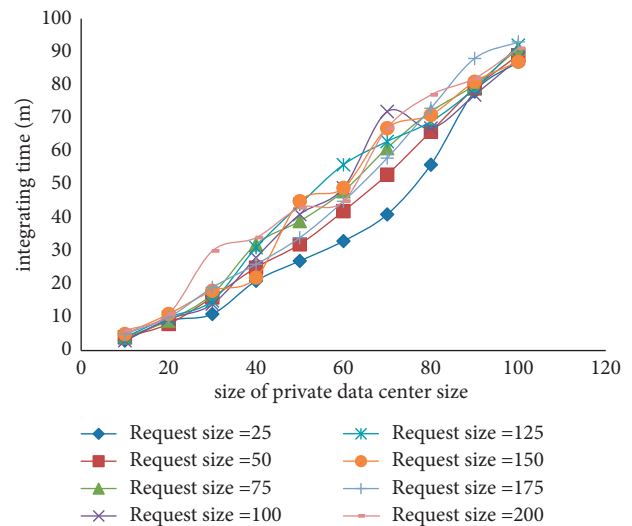 100
90
80
70
60
50
40
30
20
10
0
integrating time (m)
0 20 40 60 80 100 120
size of private data center size
Request size =25
Request size =50
Request size =75
Request size =100
Request size =125
Request size =150
Request size =175
Request size =200